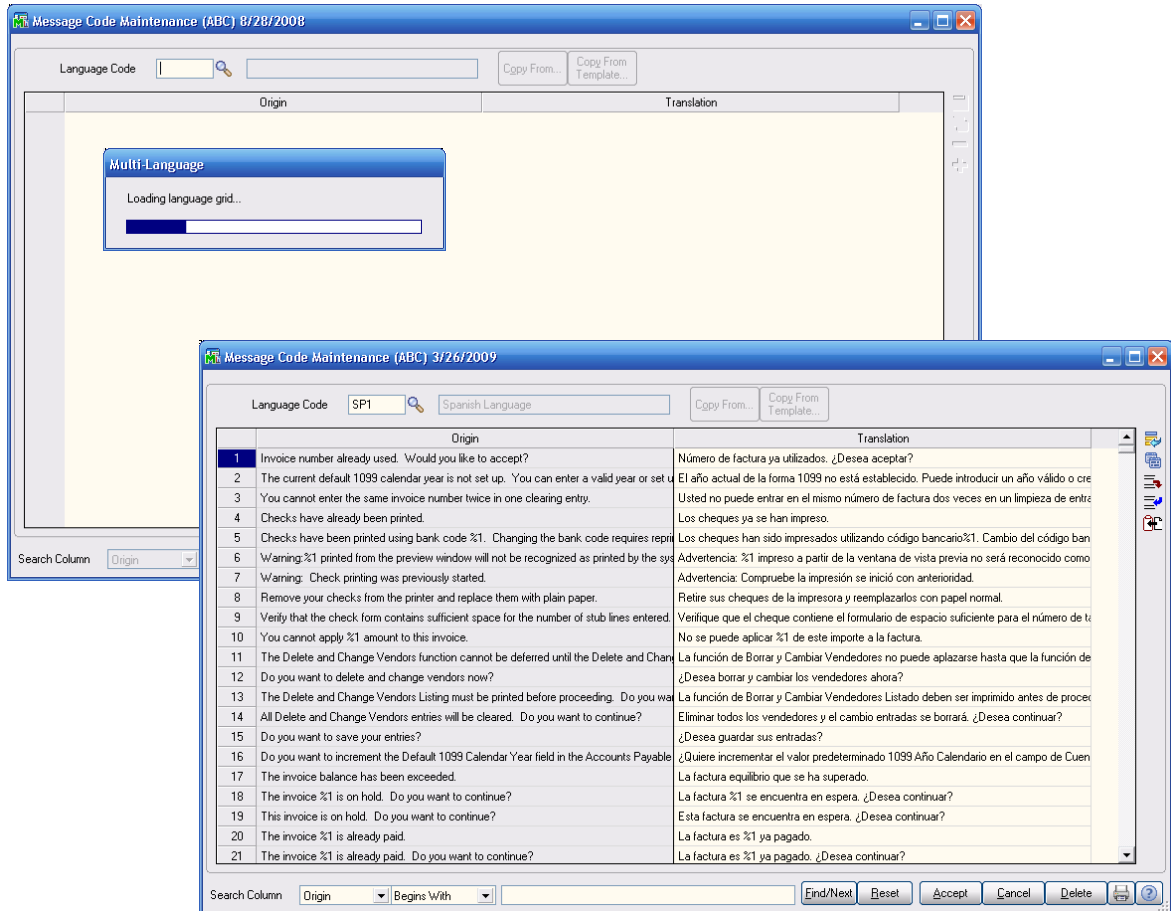 Message Code Maintenance (ABC) 8/28/2008
Language Code
Copy From...
Copy From Template...
Origin
Translation
Multi-Language
Loading language grid...
Search Column
Origin
Message Code Maintenance (ABC) 3/26/2009
Language Code SP1 Spanish Language
Copy From...
Copy From Template...
Origin Translation
1 Invoice number already used.  Would you like to accept? Número de factura ya utilizados. ¿Desea aceptar?
2 The current default 1099 calendar year is not set up.  You can enter a valid year or set u El año actual de la forma 1099 no está establecido. Puede introducir un año válido o cre
3 You cannot enter the same invoice number twice in one clearing entry. Usted no puede entrar en el mismo número de factura dos veces en un limpieza de entra
4 Checks have already been printed. Los cheques ya se han impreso.
5 Checks have been printed using bank code %1.  Changing the bank code requires reprin Los cheques han sido impresados utilizando código bancario%1. Cambio del código ban
6 Warning:%1 printed from the preview window will not be recognized as printed by the sys Advertencia: %1 impreso a partir de la ventana de vista previa no será reconocido como
7 Warning:  Check printing was previously started. Advertencia: Compruebe la impresión se inició con anterioridad.
8 Remove your checks from the printer and replace them with plain paper. Retire sus cheques de la impresora y reemplazarlos con papel normal.
9 Verify that the check form contains sufficient space for the number of stub lines entered. Verifique que el cheque contiene el formulario de espacio suficiente para el número de ta
10 You cannot apply %1 amount to this invoice. No se puede aplicar %1 de este importe a la factura.
11 The Delete and Change Vendors function cannot be deferred until the Delete and Chan La función de Borrar y Cambiar Vendedores no puede aplazarse hasta que la función de
12 Do you want to delete and change vendors now? ¿Desea borrar y cambiar los vendedores ahora?
13 The Delete and Change Vendors Listing must be printed before proceeding.  Do you wa La función de Borrar y Cambiar Vendedores Listado deben ser imprimido antes de proced
14 All Delete and Change Vendors entries will be cleared.  Do you want to continue? Eliminar todos los vendedores y el cambio entradas se borrará. ¿Desea continuar?
15 Do you want to save your entries? ¿Desea guardar sus entradas?
16 Do you want to increment the Default 1099 Calendar Year field in the Accounts Payable ¿Quiere incrementar el valor predeterminado 1099 Año Calendario en el campo de Cuen
17 The invoice balance has been exceeded. La factura equilibrio que se ha superado.
18 The invoice %1 is on hold.  Do you want to continue? La factura %1 se encuentra en espera. ¿Desea continuar?
19 This invoice is on hold.  Do you want to continue? Esta factura se encuentra en espera. ¿Desea continuar?
20 The invoice %1 is already paid. La factura es %1 ya pagado.
21 The invoice %1 is already paid.  Do you want to continue? La factura es %1 ya pagado. ¿Desea continuar?
Search Column Origin Begins With Find/Next Reset Accept Cancel Delete